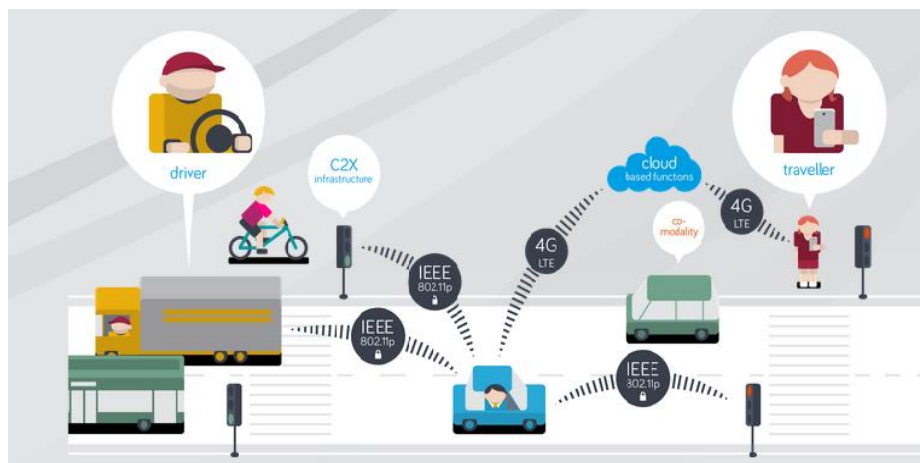 driver
C2X
infrastructure
cloud
based functons
traveller
4G
LTE
co-
modality
4G
LTE
IEEE
802.11p
IEEE
802.11p
IEEE
802.11p